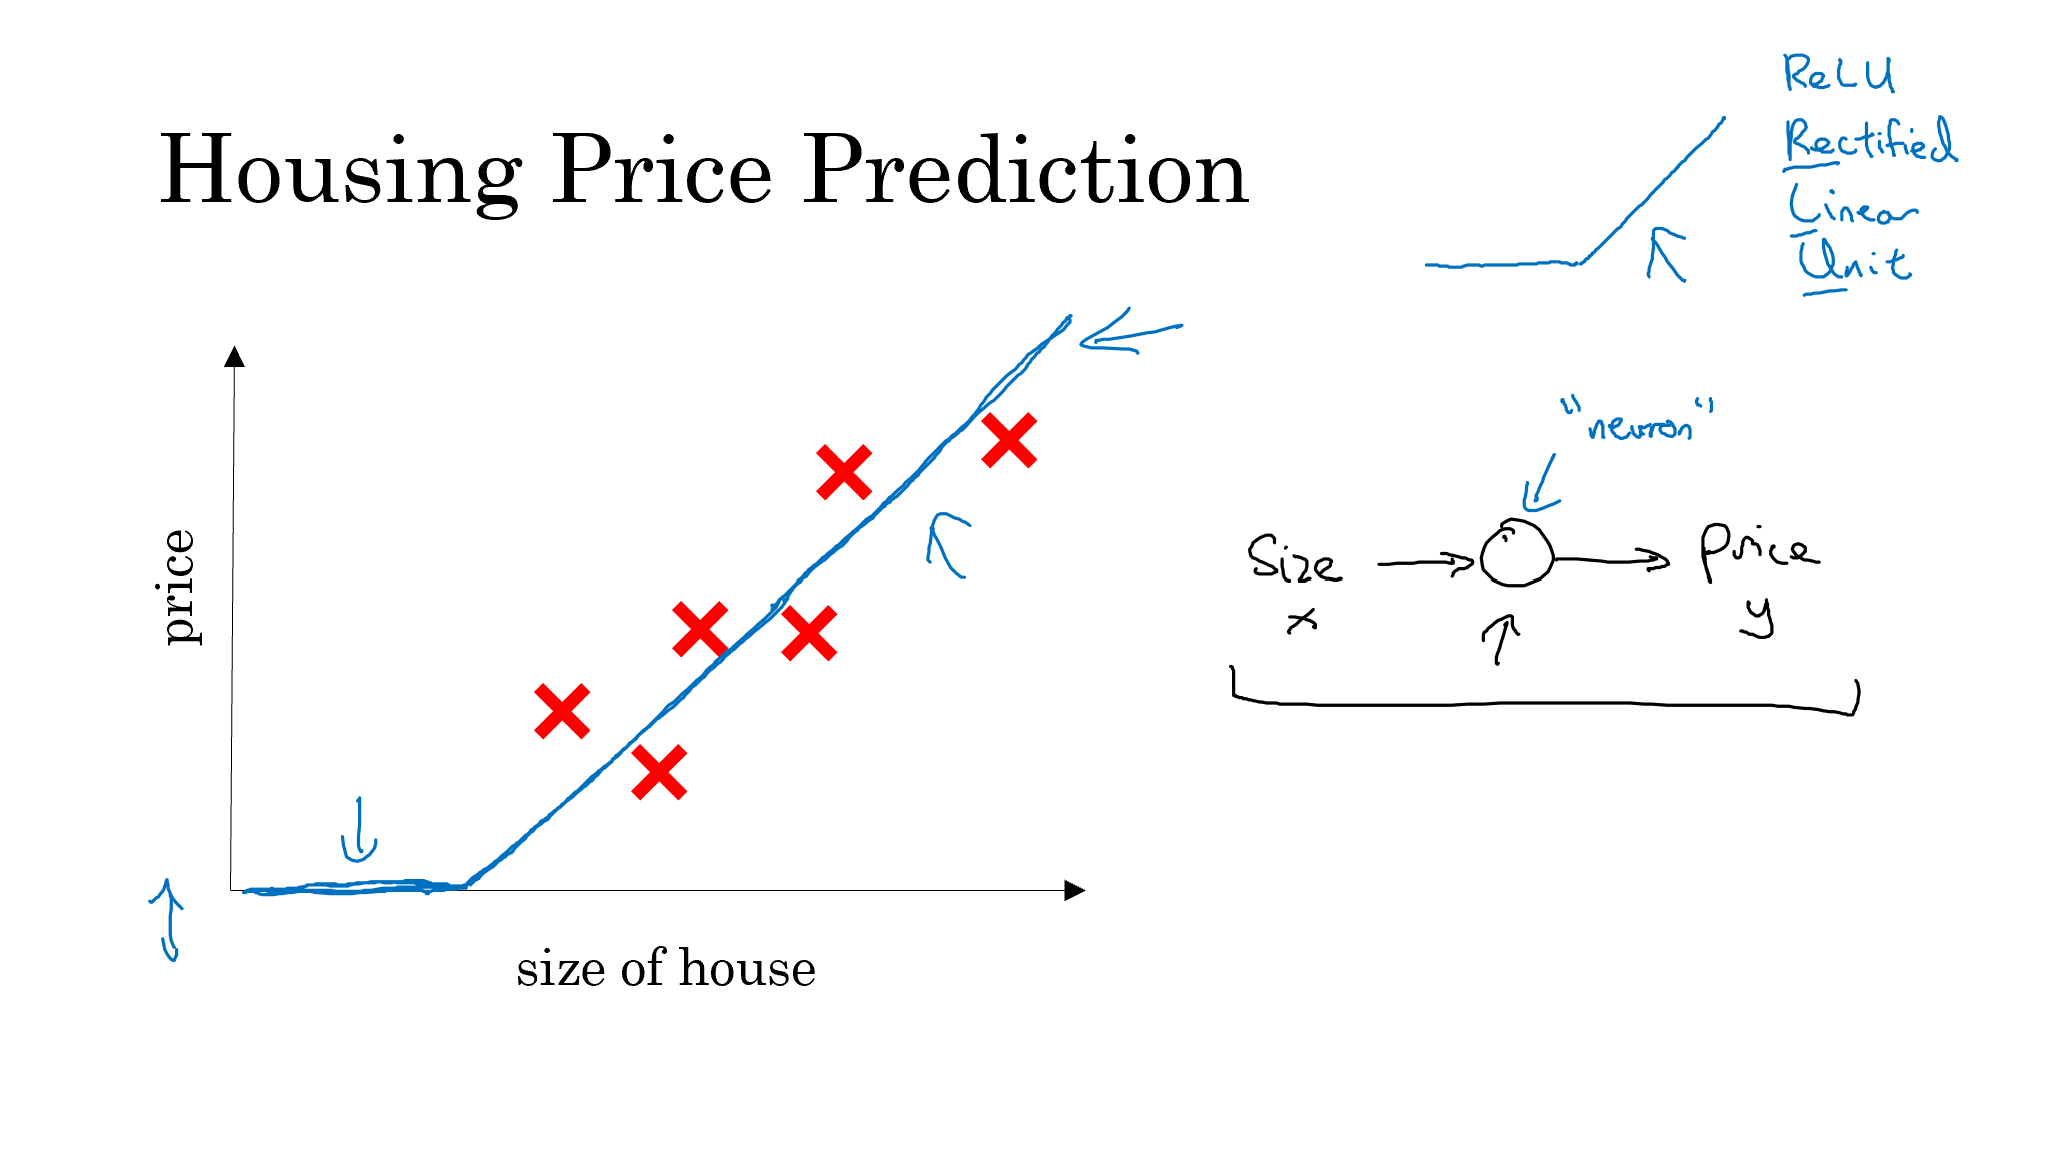 Housing Price Prediction
ReLU
Rectified
Linear
Unit
price
size of house
"neuron"
Size
x
Price
y